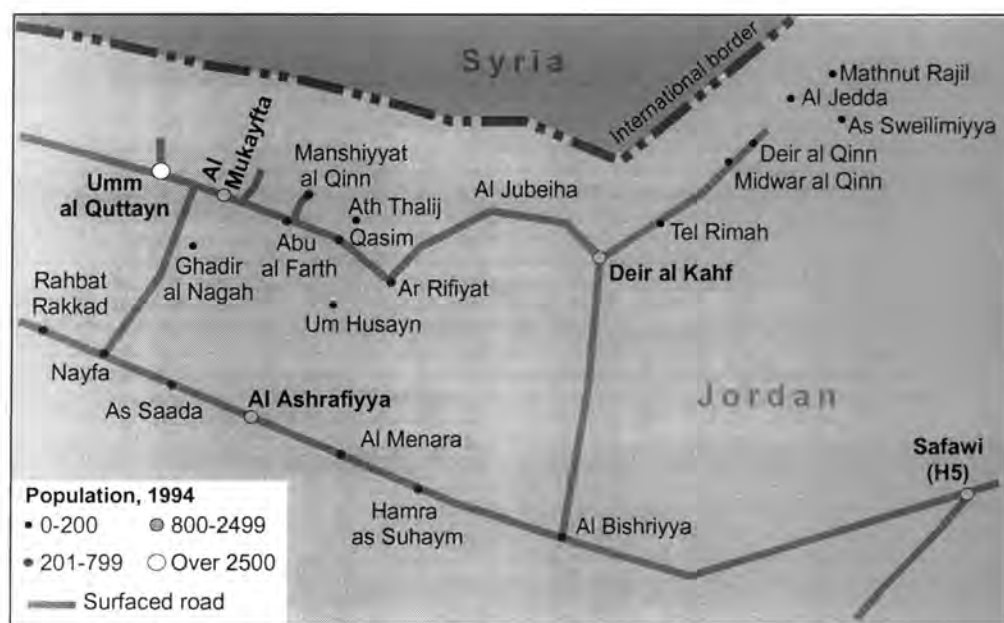 Syria
International border
Mathnut Rajil
Al Jedda
As Sweilimiyya
Al
Mukayfta
Manshiyyat
al Qinn
Deir al Qinn
Umm
al Quttayn
Al Jubeiha
Midwar al Qinn
Ath Thalij
Abu
al Farth
Qasim
Tel Rimah
Ghadir
al Nagah
Deir al Kahf
Rahbat
Rakkad
Ar Rifiyat
Um Husayn
Nayfa
As Saada
Al Ashrafiyya
Jordan
Al Menara
Safawi
(H5)
Hamra
as Suhaym
Al Bishriyya
Population, 1994
0-200
800-2499
201-799
Over 2500
Surfaced road